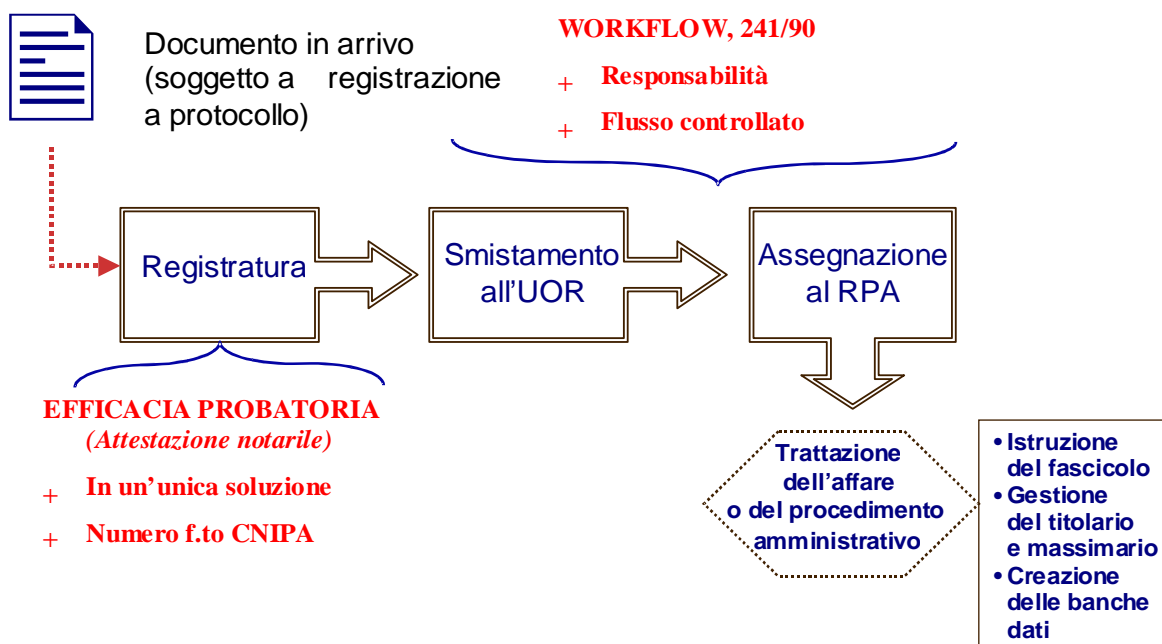 Documento in arrivo
(soggetto a registrazione
a protocollo)
WORKFLOW, 241/90
+ Responsabilità
+ Flusso controllato
Registratura
Smistamento
all'UOR
Assegnazione
al RPA
EFFICACIA PROBATORIA
(Attestazione notarile)
+ In un'unica soluzione
+ Numero f.to CNIPA
Trattazione
dell'affare
o del procedimento
amministrativo
• Istruzione
del fascicolo
• Gestione
del titolario
e massimario
• Creazione
delle banche
dati